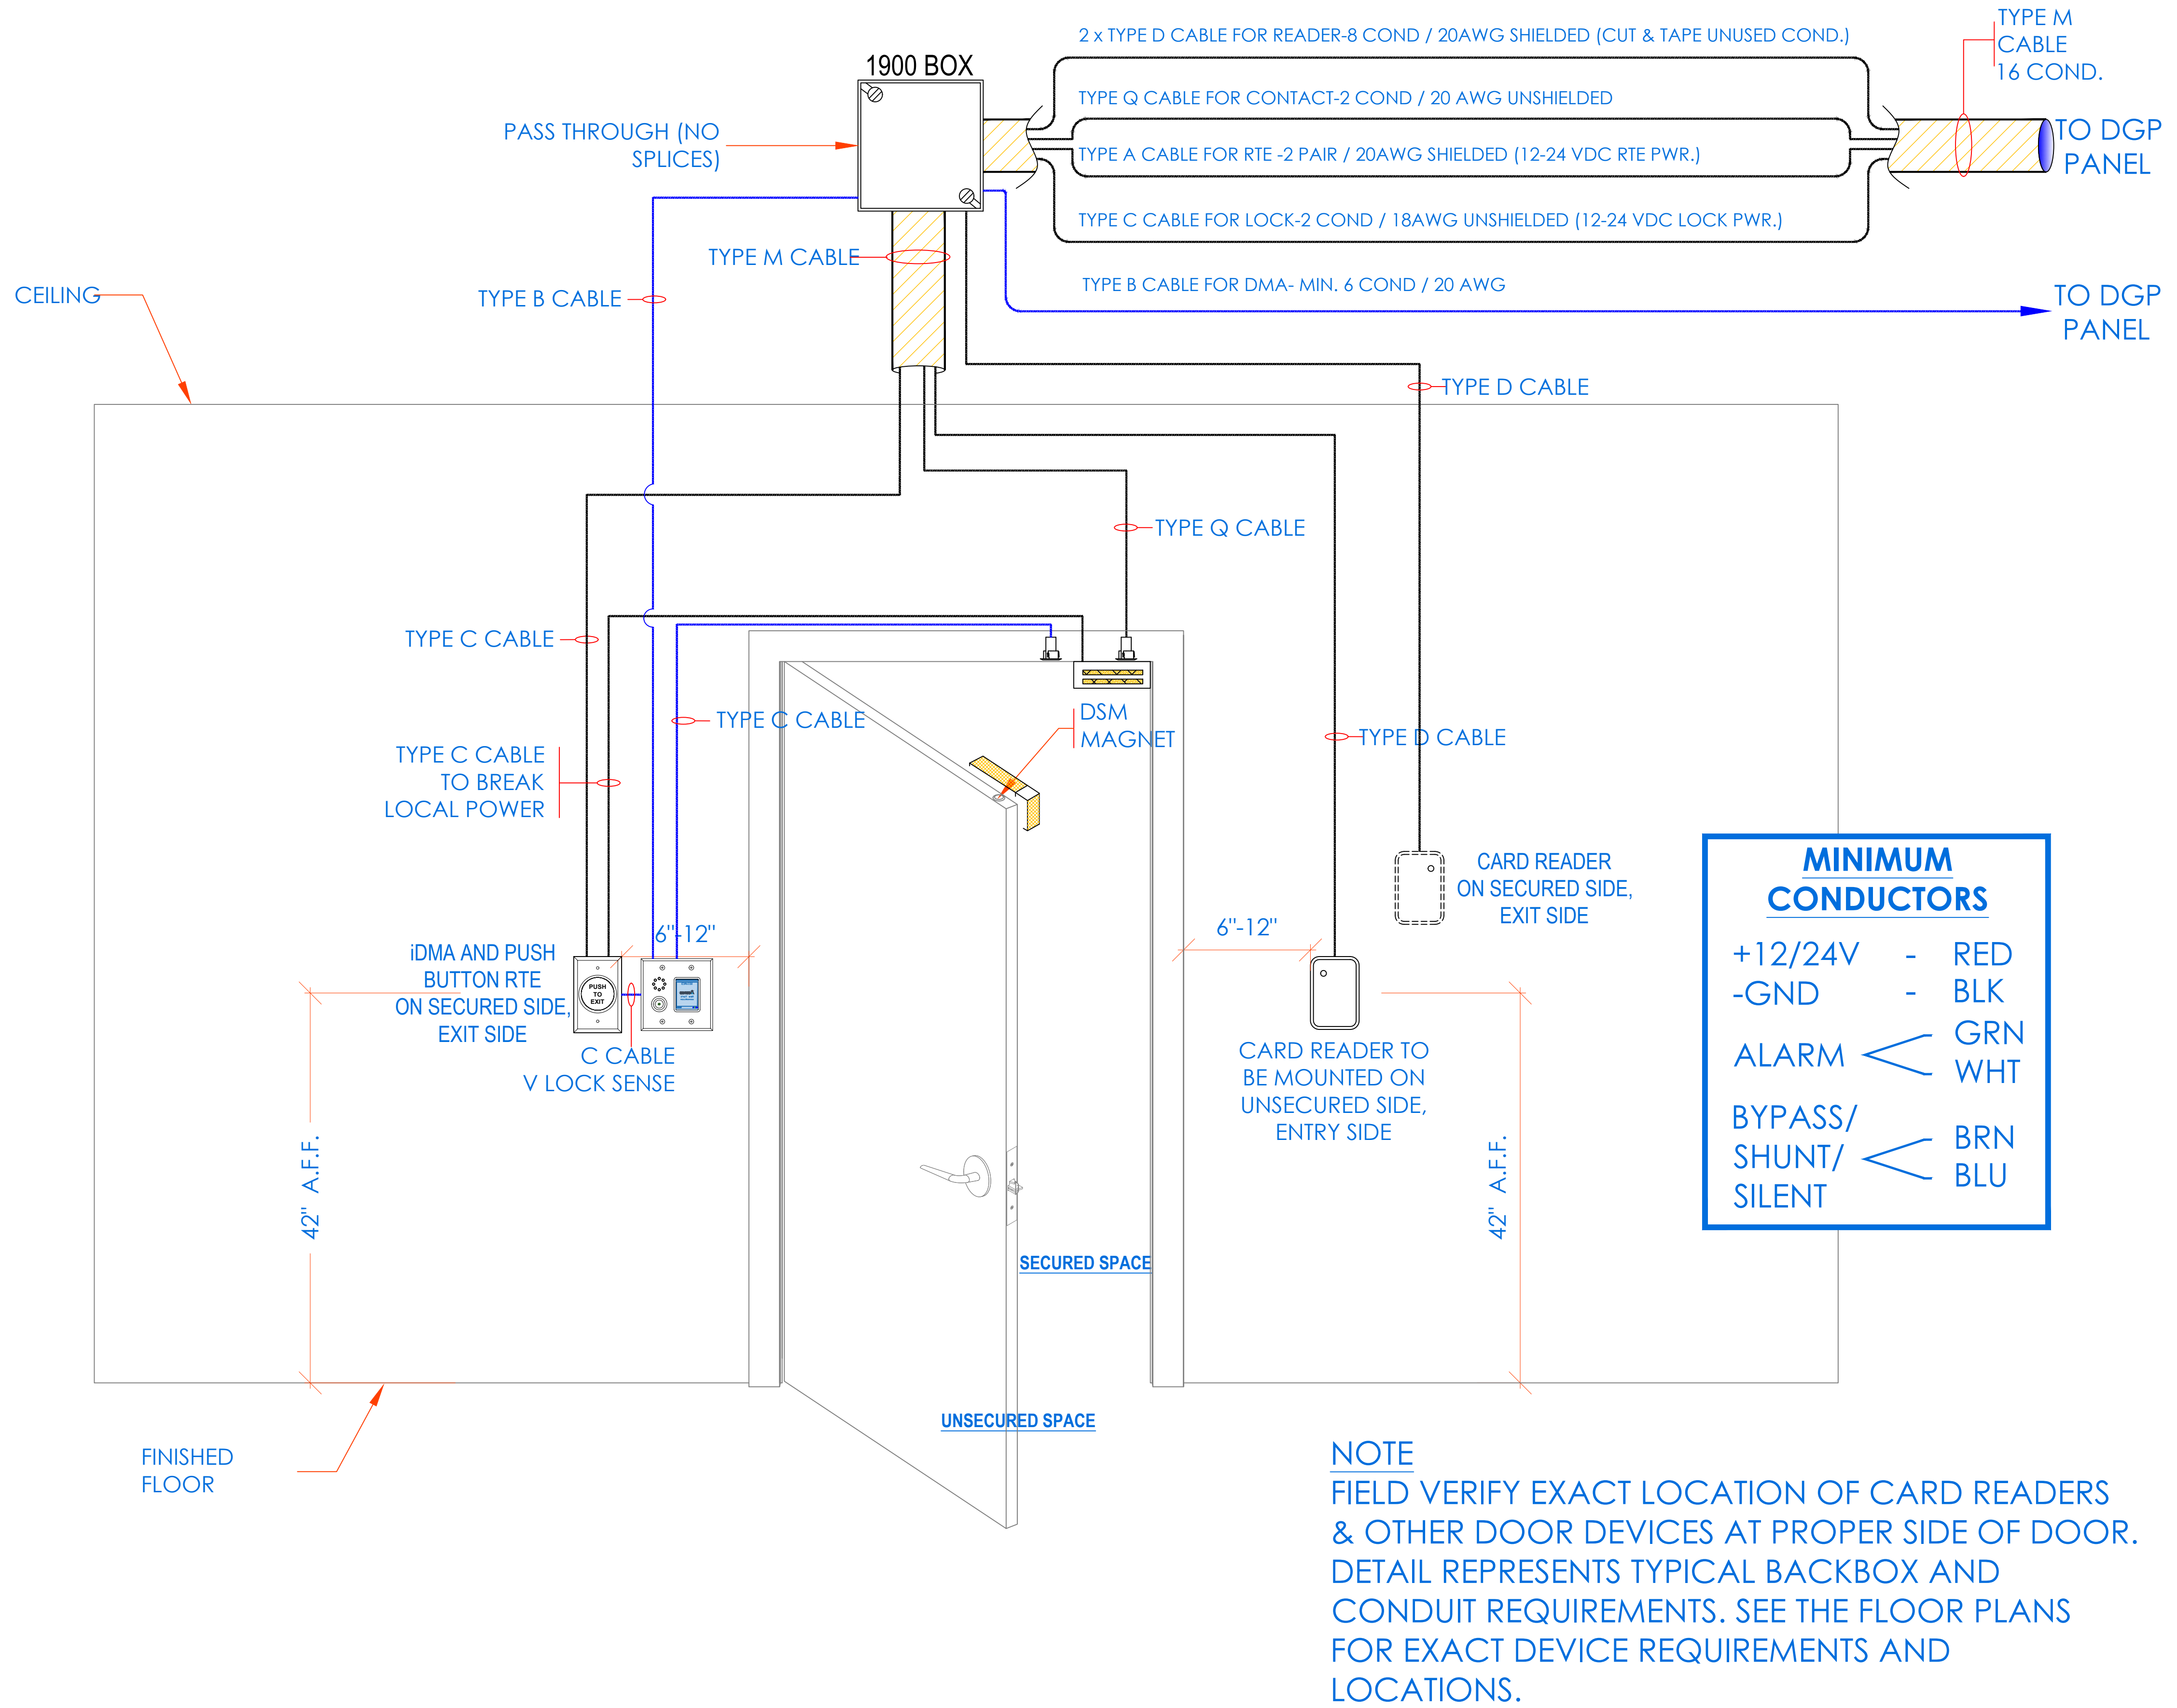 2 x TYPE D CABLE FOR READER-8 COND / 20AWG SHIELDED (CUT & TAPE UNUSED COND.)
TYPE M
CABLE
16 COND.
1900 BOX
TYPE Q CABLE FOR CONTACT-2 COND / 20 AWG UNSHIELDED
PASS THROUGH (NO
SPLICES)
TO DGP
PANEL
TYPE A CABLE FOR RTE -2 PAIR / 20AWG SHIELDED (12-24 VDC RTE PWR.)
TYPE C CABLE FOR LOCK-2 COND / 18AWG UNSHIELDED (12-24 VDC LOCK PWR.)
TYPE M CABLE
TYPE B CABLE FOR DMA- MIN. 6 COND / 20 AWG
CEILING
TYPE B CABLE
TO DGP
PANEL
TYPE D CABLE
TYPE Q CABLE
TYPE C CABLE
TYPE C CABLE
DSM
MAGNET
TYPE D CABLE
TYPE C CABLE
TO BREAK
LOCAL POWER
CARD READER
ON SECURED SIDE,
EXIT SIDE
MINIMUM
CONDUCTORS
+12/24V - RED
-GND - BLK
ALARM
GRN
WHT
BYPASS/
SHUNT/
SILENT
BRN
BLU
6"-12"
6"-12"
iDMA AND PUSH
BUTTON RTE
ON SECURED SIDE,
EXIT SIDE
PUSH
TO
EXIT
C CABLE
V LOCK SENSE
CARD READER TO
BE MOUNTED ON
UNSECURED SIDE,
ENTRY SIDE
42" A.F.F.
42" A.F.F.
SECURED SPACE
UNSECURED SPACE
FINISHED
FLOOR
NOTE
FIELD VERIFY EXACT LOCATION OF CARD READERS
& OTHER DOOR DEVICES AT PROPER SIDE OF DOOR.
DETAIL REPRESENTS TYPICAL BACKBOX AND
CONDUIT REQUIREMENTS. SEE THE FLOOR PLANS
FOR EXACT DEVICE REQUIREMENTS AND
LOCATIONS.